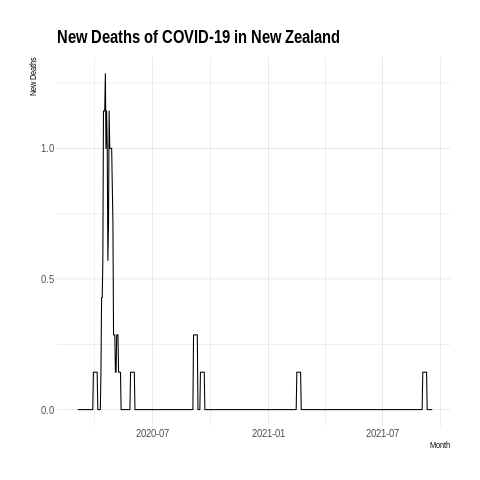 New Deaths of COVID-19 in New Zealand
New Deaths
1.0
0.5
0.0
2020-07 2021-01 2021-07
Month